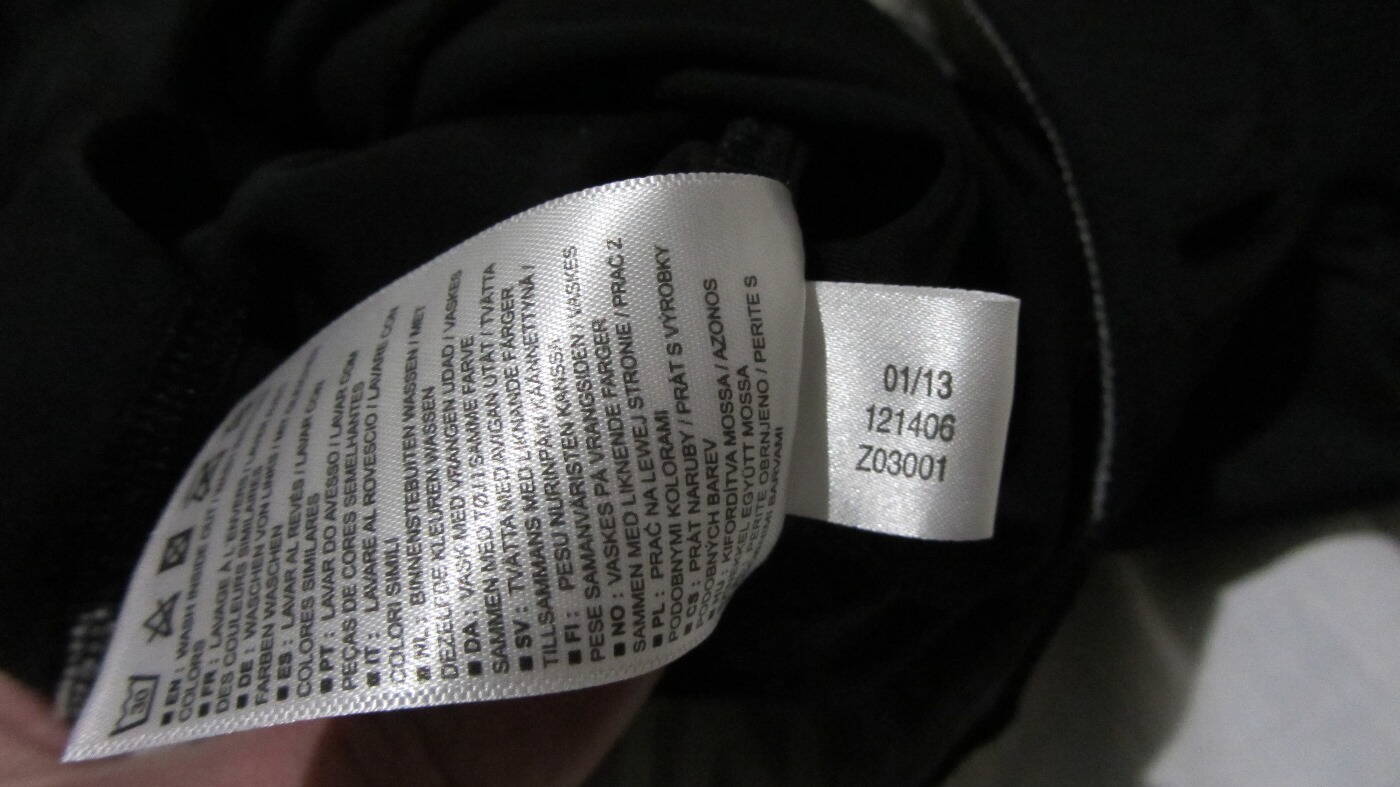 30
■ EN : WASH INSIDE OUT /
COLORS
■ FR : LAVAGE A L'ENVERS /
DES COULEURS SIMILAIRES
■ DE : WASCHEN VON LINKS /
FARBEN WASCHEN
■ ES : LAVAR AL REVÉS / LAVAR CON
COLORES SIMILARES
■ PT : LAVAR DO AVESSO / LAVAR COM
PEÇAS DE CORES SEMELHANTES
■ IT : LAVARE AL ROVESCIO / LAVARE CON
COLORI SIMILI
■ NL : BINNENSTEBUITEN WASSEN / MET
DEZELFDE KLEUREN WASSEN
■ DA : VASK MED VRANGEN UDAD / VASKES
SAMMEN MED TØJ I SAMME FARVE
■ SV : TVÄTTA MED AVIGAN UTÅT / TVÄTTA
TILLSAMMANS MED LIKNANDE FÄRGER
■ FI : PESU NURINPÄIN KÄÄNNETTYNÄ /
PESE SAMANVÄRISTEN KANSSA
■ NO : VASKES PÅ VRANGSIDEN / VASKES
SAMMEN MED LIKNENDE FARGER
■ PL : PRAĆ NA LEWEJ STRONIE / PRAĆ Z
PODOBNYMI KOLORAMI
■ CS : PRÁT NARUBY / PRÁT S VÝROBKY
PODOBNÝCH BAREV
■ HU : KIFORDÍTVA MOSSA / AZONOS
EGYÜTT MOSSA
PERITE OBRNJENO / PERITE S
BARVAMI
01/13
121406
Z03001